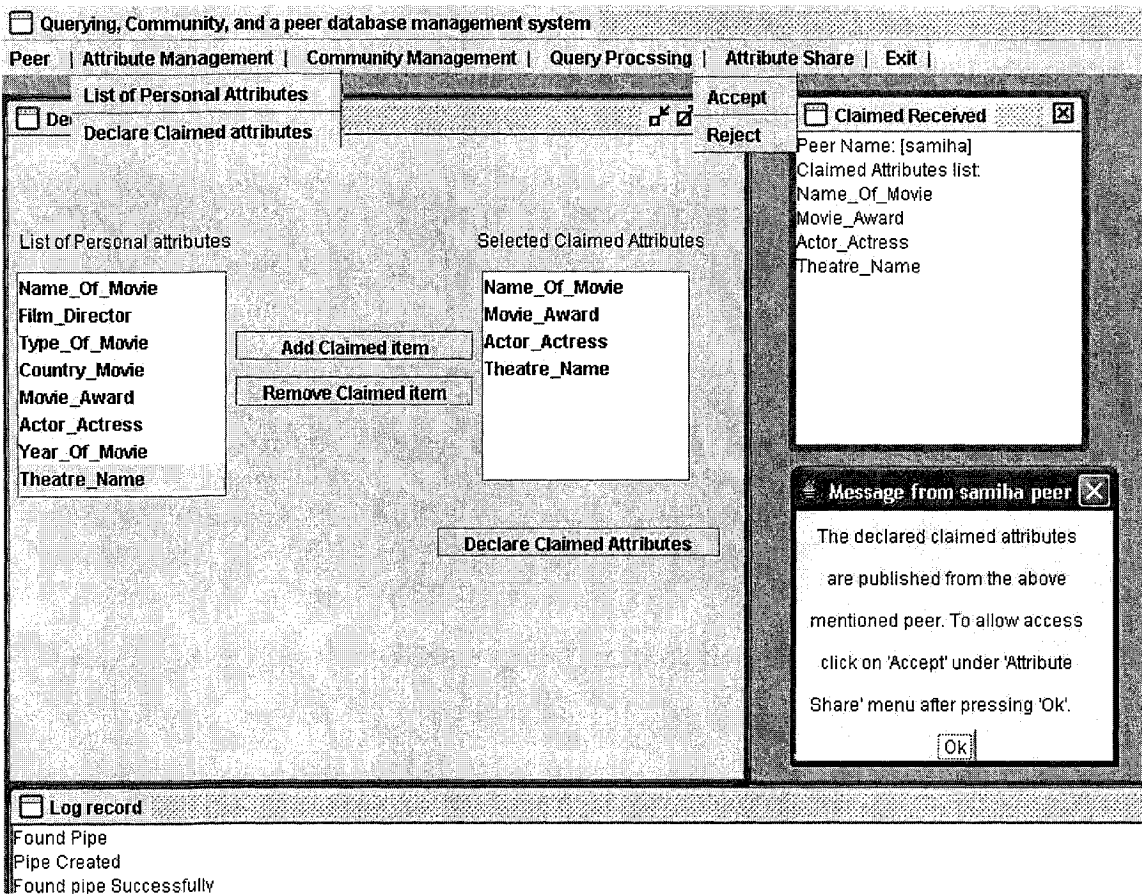 Querying, Community, and a peer database management system
Peer | Attribute Management | Community Management | Query Procssing | Attribute Share | Exit |
List of Personal Attributes
Declare Claimed attributes
Accept
Reject
De
List of Personal attributes
Name_Of_Movie
Film_Director
Type_Of_Movie
Country_Movie
Movie_Award
Actor_Actress
Year_Of_Movie
Theatre_Name
Add Claimed item
Remove Claimed item
Selected Claimed Attributes
Name_Of_Movie
Movie_Award
Actor_Actress
Theatre_Name
Declare Claimed Attributes
Claimed Received
Peer Name: [samiha]
Claimed Attributes list:
Name_Of_Movie
Movie_Award
Actor_Actress
Theatre_Name
Message from samiha peer
The declared claimed attributes
are published from the above
mentioned peer. To allow access
click on 'Accept' under 'Attribute
Share' menu after pressing 'Ok'.
Ok
Log record
Found Pipe
Pipe Created
Found pipe Successfully